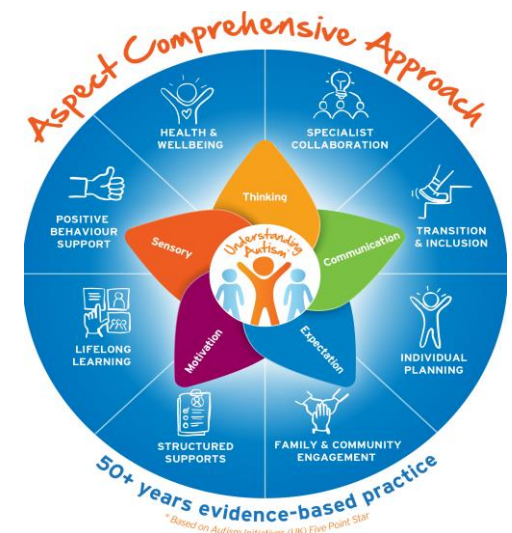 Aspect Comprehensive Approach
HEALTH &
WELLBEING
SPECIALIST
COLLABORATION
TRANSITION
& INCLUSION
INDIVIDUAL
PLANNING
FAMILY & COMMUNITY
ENGAGEMENT
STRUCTURED
SUPPORTS
LIFELONG
LEARNING
POSITIVE
BEHAVIOUR
SUPPORT
Thinking
Communication
Expectation
Motivation
Sensory
Understanding
Autism*
50+ years evidence-based practice
* Based on Autism Initiatives (UK) Five Point Star